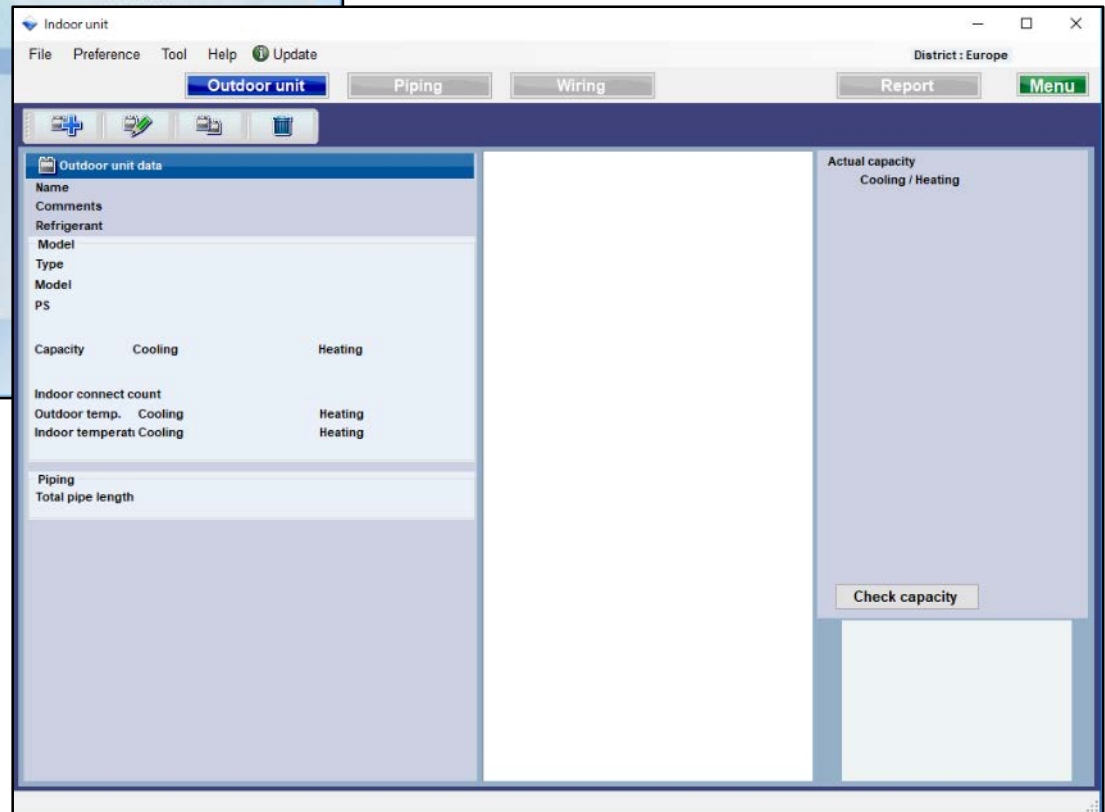 Indoor unit
File Preference Tool Help Update
District : Europe
Outdoor unit Piping Wiring Report Menu
Outdoor unit data
Name
Comments
Refrigerant
Model
Type
Model
PS
Capacity Cooling Heating
Indoor connect count
Outdoor temp. Cooling Heating
Indoor temperati Cooling Heating
Piping
Total pipe length
Actual capacity
Cooling / Heating
Check capacity